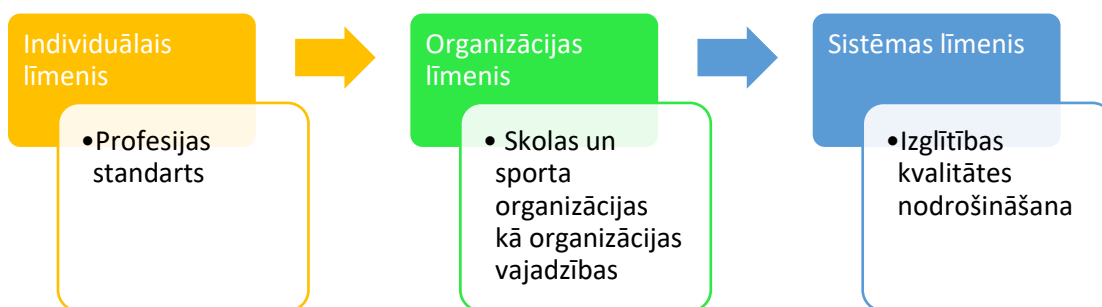 Individuālais
līmenis
•Profesijas
standarts
Organizācijas
līmenis
• Skolas un
sporta
organizācijas
kā organizācijas
vajadzības
Sistēmas līmenis
•Izglītības
kvalitātes
nodrošināšana